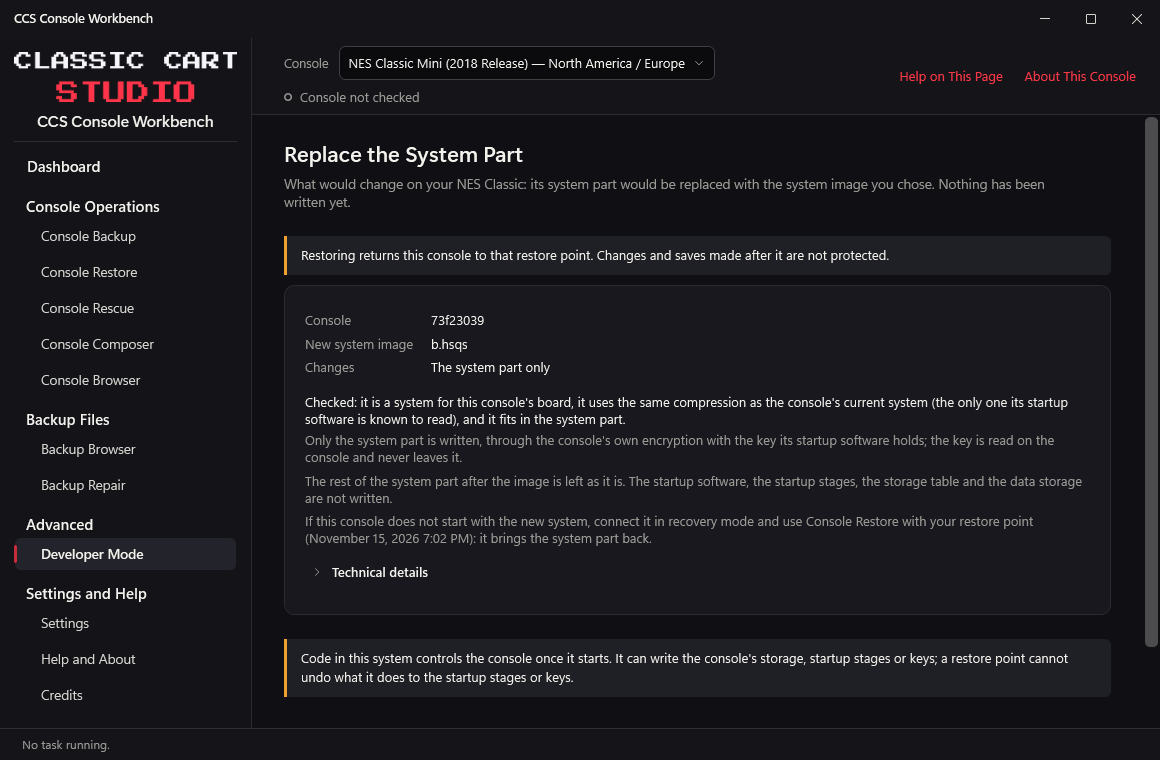 CCS Console Workbench
CLASSIC CART
STUDIO
CCS Console Workbench
Dashboard
Console Operations
Console Backup
Console Restore
Console Rescue
Console Composer
Console Browser
Backup Files
Backup Browser
Backup Repair
Advanced
Developer Mode
Settings and Help
Settings
Help and About
Credits
Console
NES Classic Mini (2018 Release) — North America / Europe
Console not checked
Help on This Page
About This Console
Replace the System Part
What would change on your NES Classic: its system part would be replaced with the system image you chose. Nothing has been
written yet.
Restoring returns this console to that restore point. Changes and saves made after it are not protected.
Console 73f23039
New system image b.hsqs
Changes The system part only
Checked: it is a system for this console's board, it uses the same compression as the console's current system (the only one its startup
software is known to read), and it fits in the system part.
Only the system part is written, through the console's own encryption with the key its startup software holds; the key is read on the
console and never leaves it.
The rest of the system part after the image is left as it is. The startup software, the startup stages, the storage table and the data storage
are not written.
If this console does not start with the new system, connect it in recovery mode and use Console Restore with your restore point
(November 15, 2026 7:02 PM): it brings the system part back.
Technical details
Code in this system controls the console once it starts. It can write the console's storage, startup stages or keys; a restore point cannot
undo what it does to the startup stages or keys.
No task running.